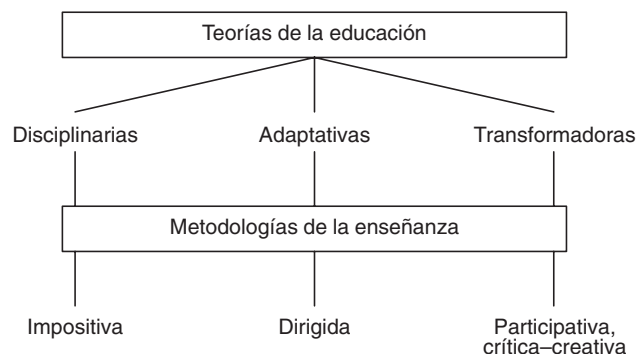 Teorías de la educación
Disciplinarias
Adaptativas
Transformadoras
Metodologías de la enseñanza
Impositiva
Dirigida
Participativa,
crítica–creativa